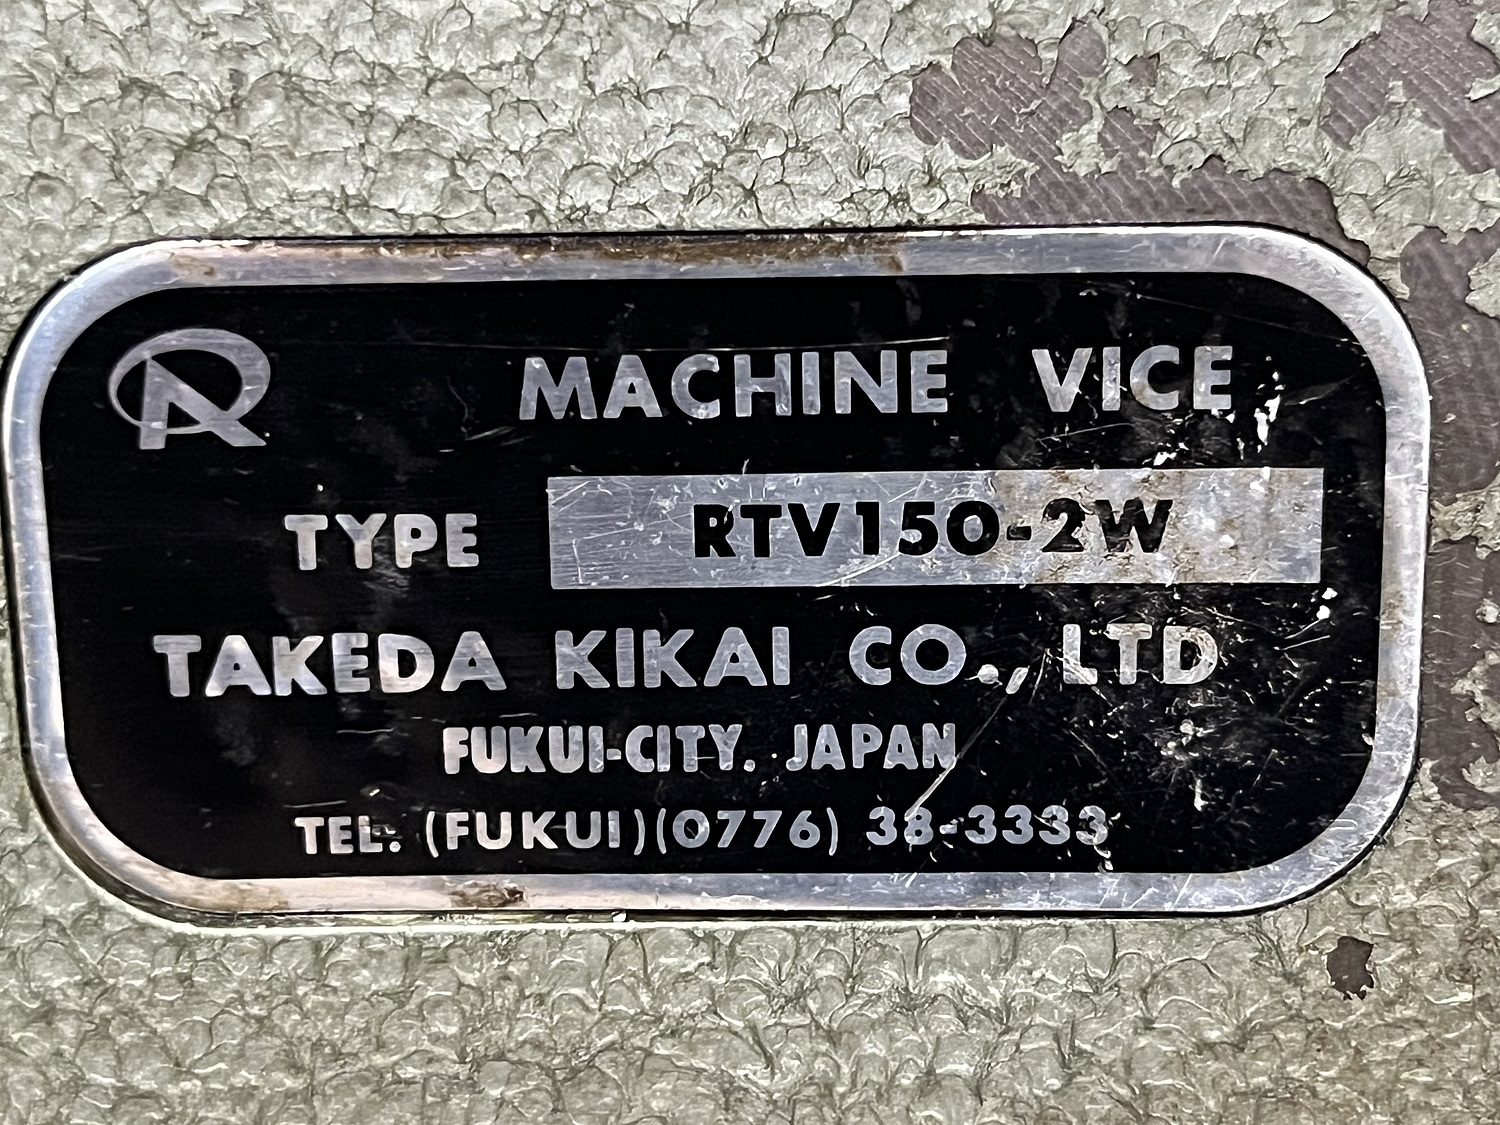 MACHINE VICE
TYPE RTV150-2W
TAKEDA KIKAI CO., LTD
FUKUI-CITY. JAPAN
TEL. (FUKUI)(0776) 38-3333